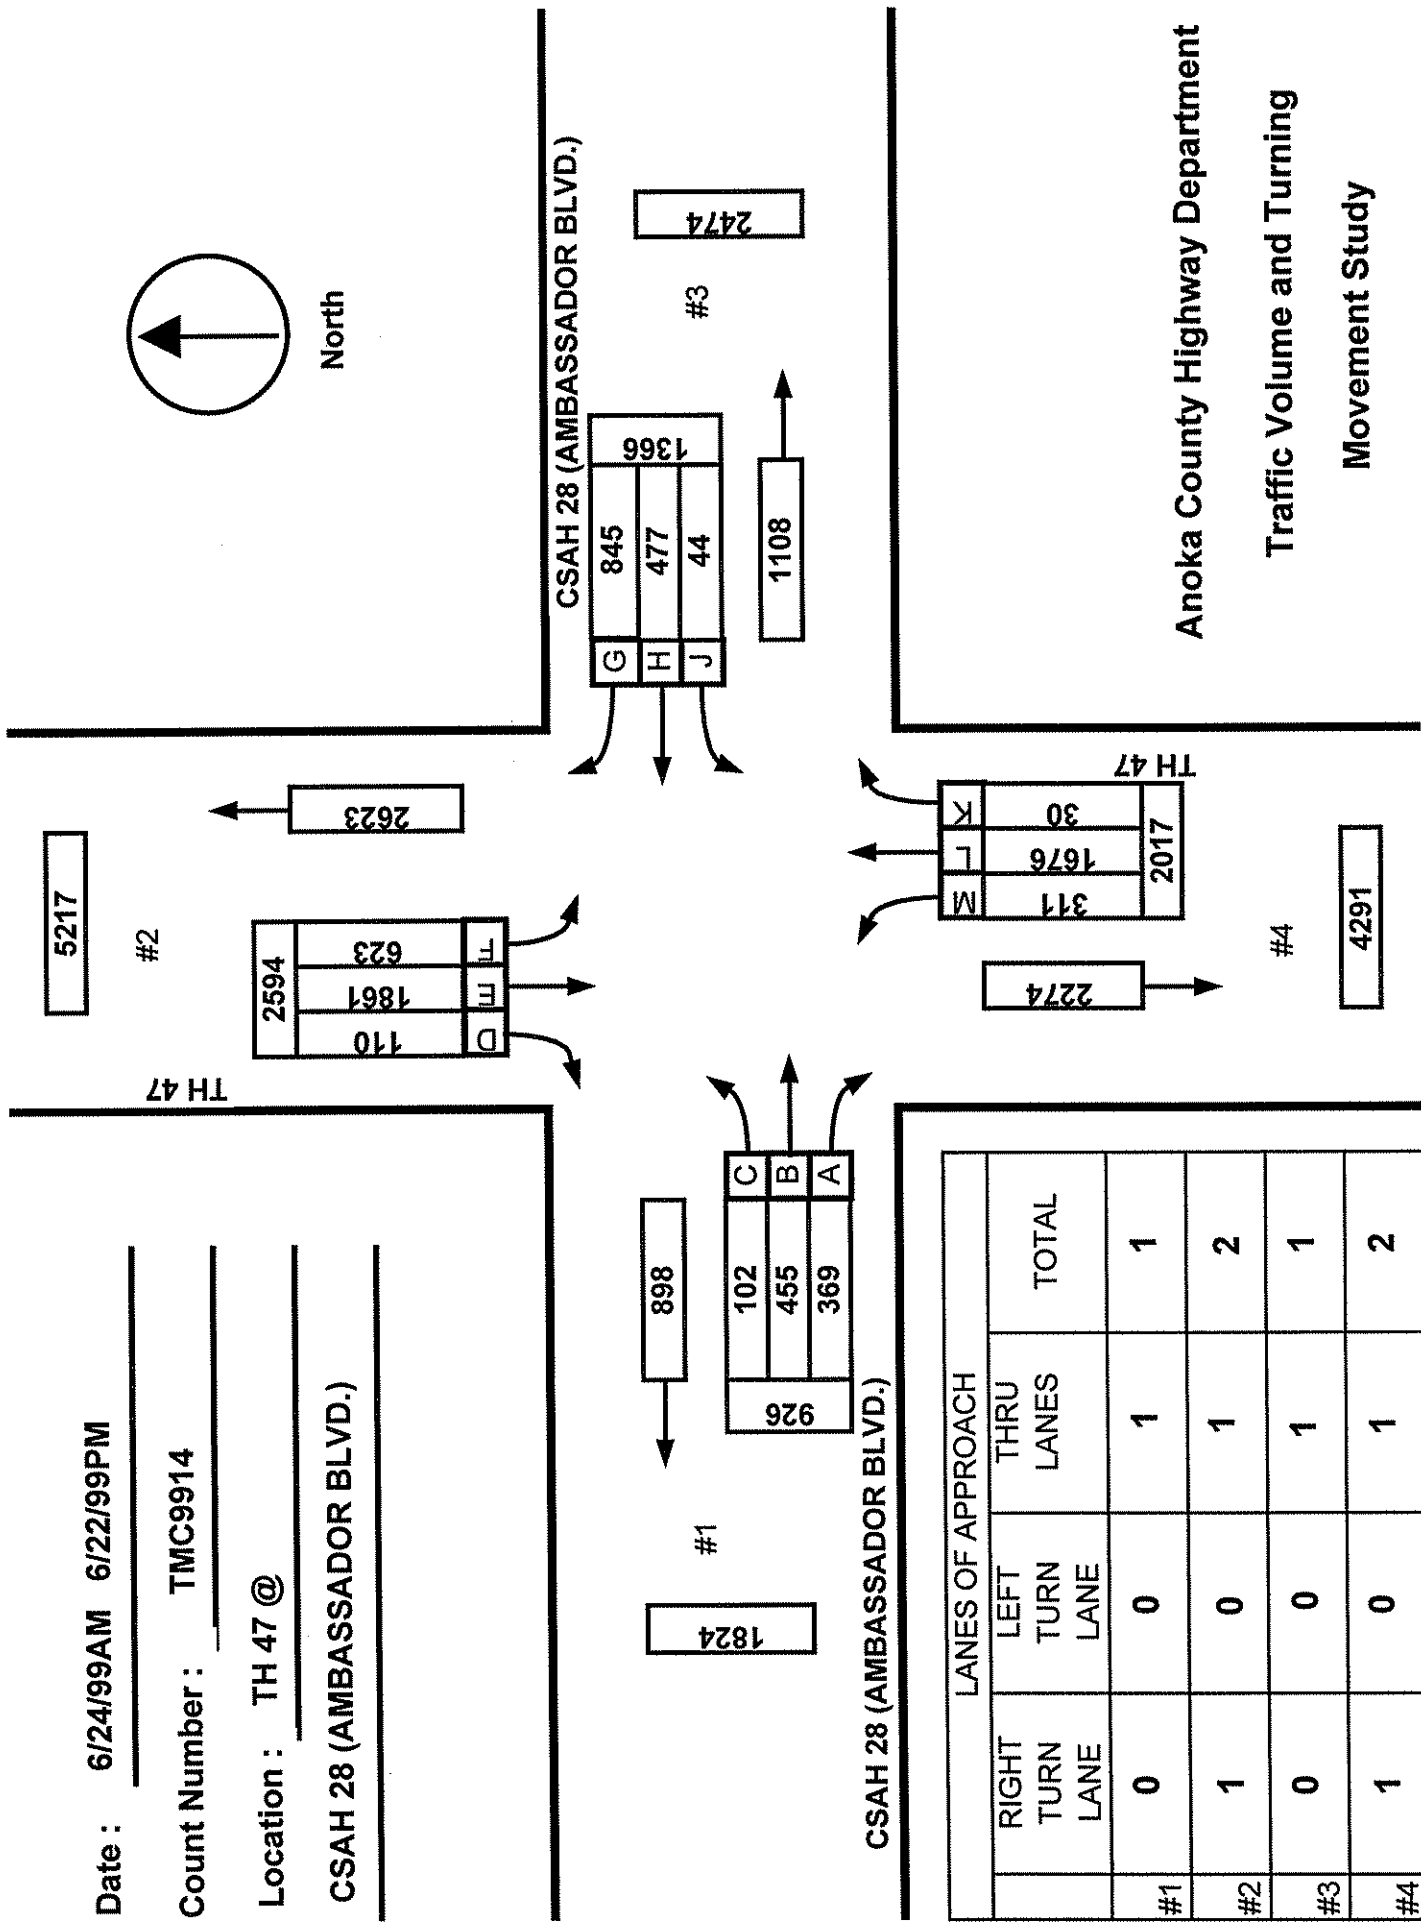 Date : 6/24/99AM 6/22/99PM
Count Number : TMC9914
Location : TH 47 @
CSAH 28 (AMBASSADOR BLVD.)
North
TH 47
5217
#2
2594
110
1861
623
D
E
F
2623
CSAH 28 (AMBASSADOR BLVD.)
G 845
H 477
J 44
1366
1108
#3
2474
898
#1
1824
926
102 C
455 B
369 A
CSAH 28 (AMBASSADOR BLVD.)
2274
M
L
K
311
1676
30
2017
TH 47
#4
4291
LANES OF APPROACH
RIGHT TURN LANE
LEFT TURN LANE
THRU LANES
TOTAL
#1 0 0 1 1
#2 1 0 1 2
#3 0 0 1 1
#4 1 0 1 2
Anoka County Highway Department
Traffic Volume and Turning
Movement Study